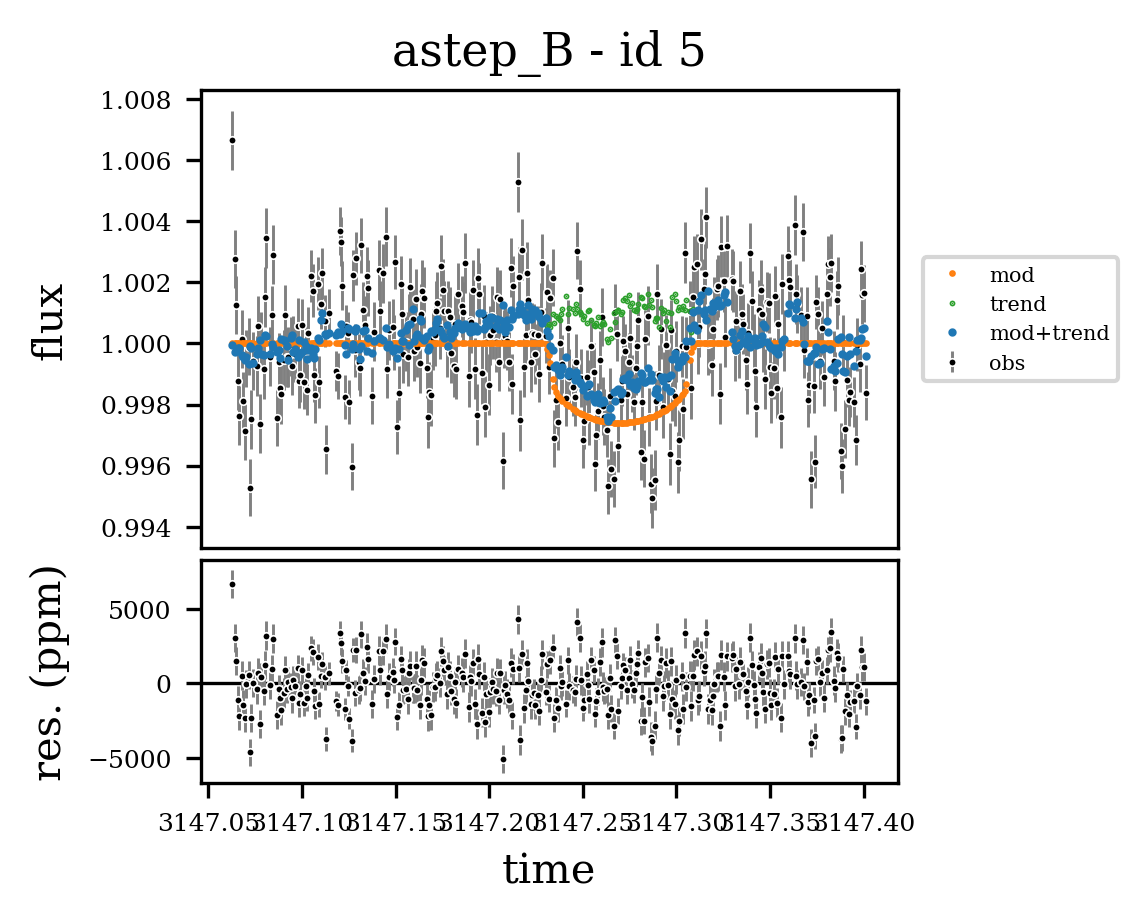 astep_B - id 5
1.008
1.006
1.004
1.002
1.000
0.998
0.996
0.994
flux
mod
trend
mod+trend
obs
5000
0
−5000
res. (ppm)
3147.05 3147.10 3147.15 3147.20 3147.25 3147.30 3147.35 3147.40
time